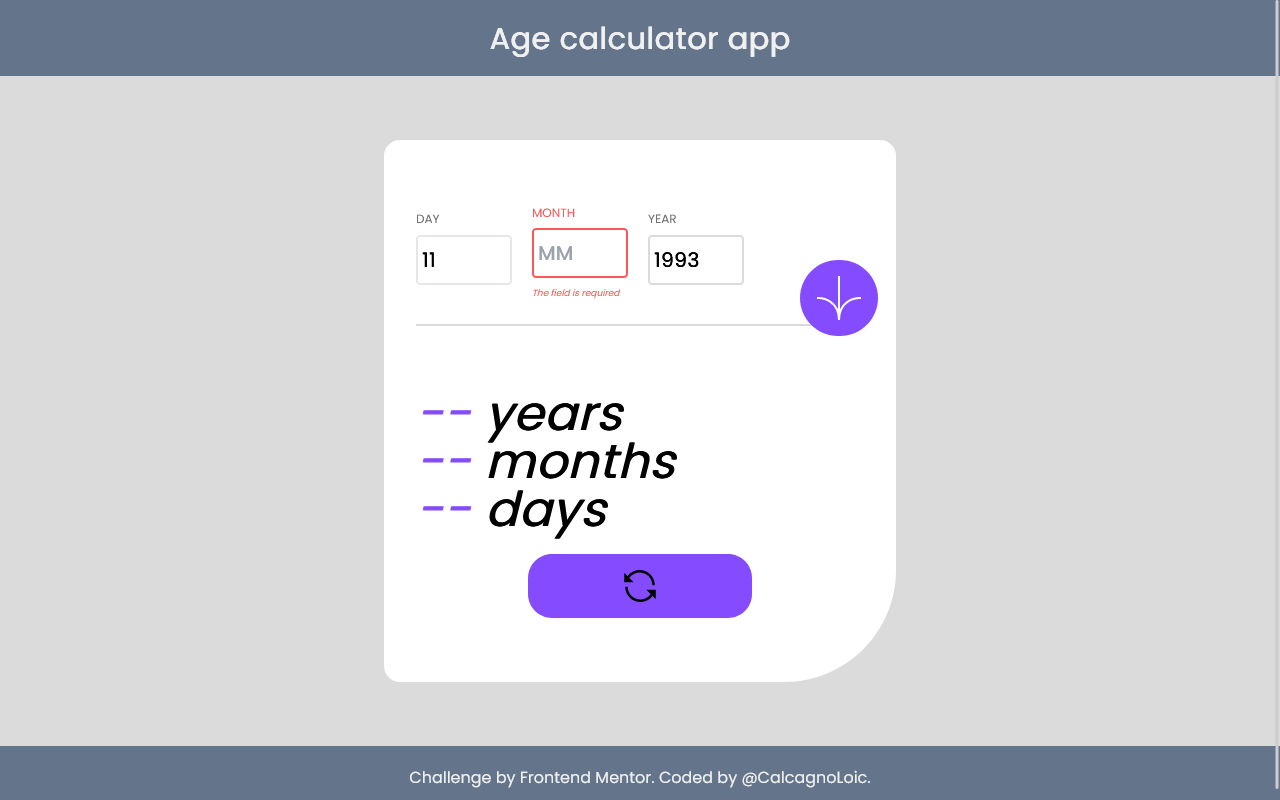 Age calculator app
DAY
MONTH
YEAR
11
MM
1993
The field is required
-- years
-- months
-- days
Challenge by Frontend Mentor. Coded by @CalcagnoLoic.